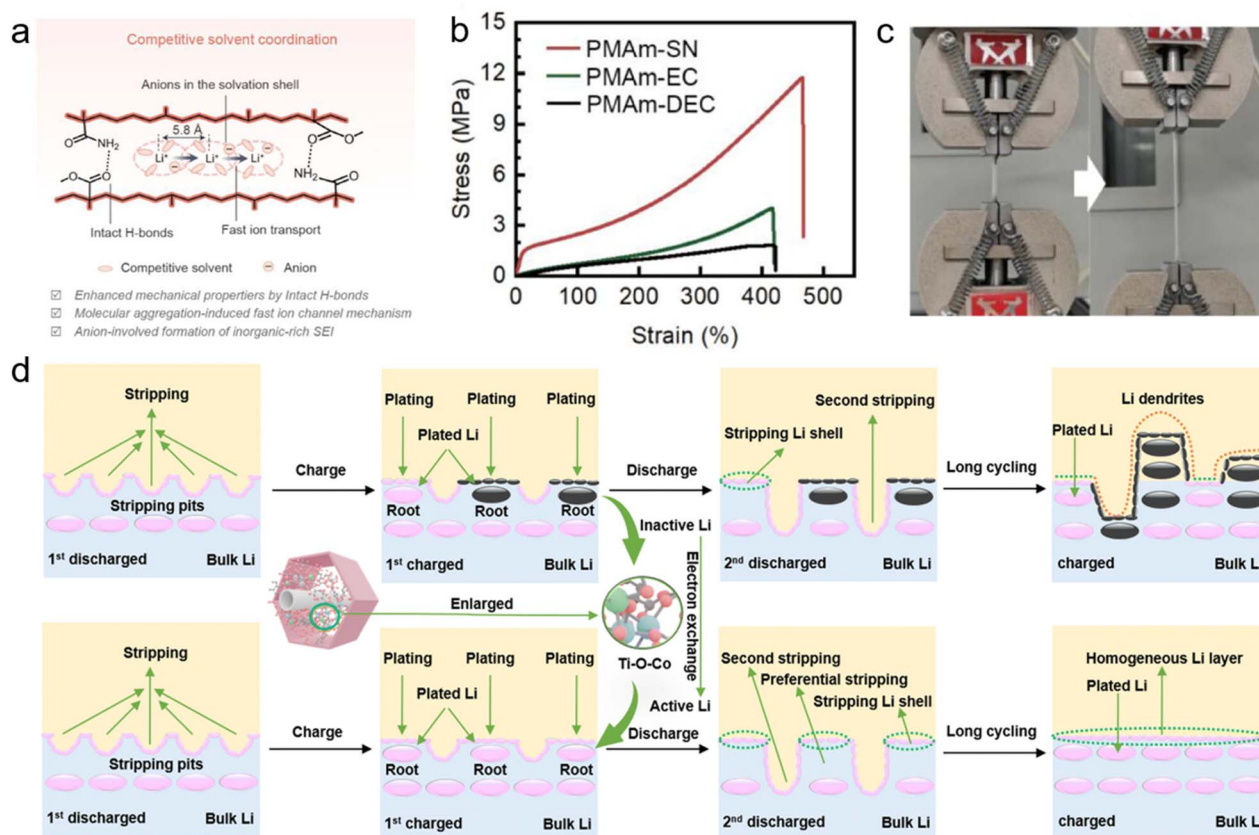 a
Competitive solvent coordination
Anions in the solvation shell
5.8 Å
NH₂
O
O
Li⁺
Li⁺
Li⁺
O
O
NH₂
O
Intact H-bonds
Fast ion transport
Competitive solvent
Anion
Enhanced mechanical propertiers by Intact H-bonds
Molecular aggregation-induced fast ion channel mechanism
Anion-involved formation of inorganic-rich SEI
b
PMAm-SN
PMAm-EC
PMAm-DEC
Stress (MPa)
15
12
9
6
3
0
0 100 200 300 400 500
Strain (%)
c
d
Stripping
Stripping pits
1st discharged
Bulk Li
Charge
Plating
Plating
Plating
Plated Li
Root
Root
Root
1st charged
Bulk Li
Discharge
Inactive Li
Second stripping
Stripping Li shell
2nd discharged
Bulk Li
Long cycling
Li dendrites
Plated Li
charged
Bulk Li
Enlarged
Ti-O-Co
Electron exchange
Active Li
Stripping
Stripping pits
1st discharged
Bulk Li
Charge
Plating
Plating
Plating
Plated Li
Root
Root
Root
1st charged
Bulk Li
Discharge
Second stripping
Preferential stripping
Stripping Li shell
2nd discharged
Bulk Li
Long cycling
Homogeneous Li layer
Plated Li
charged
Bulk Li